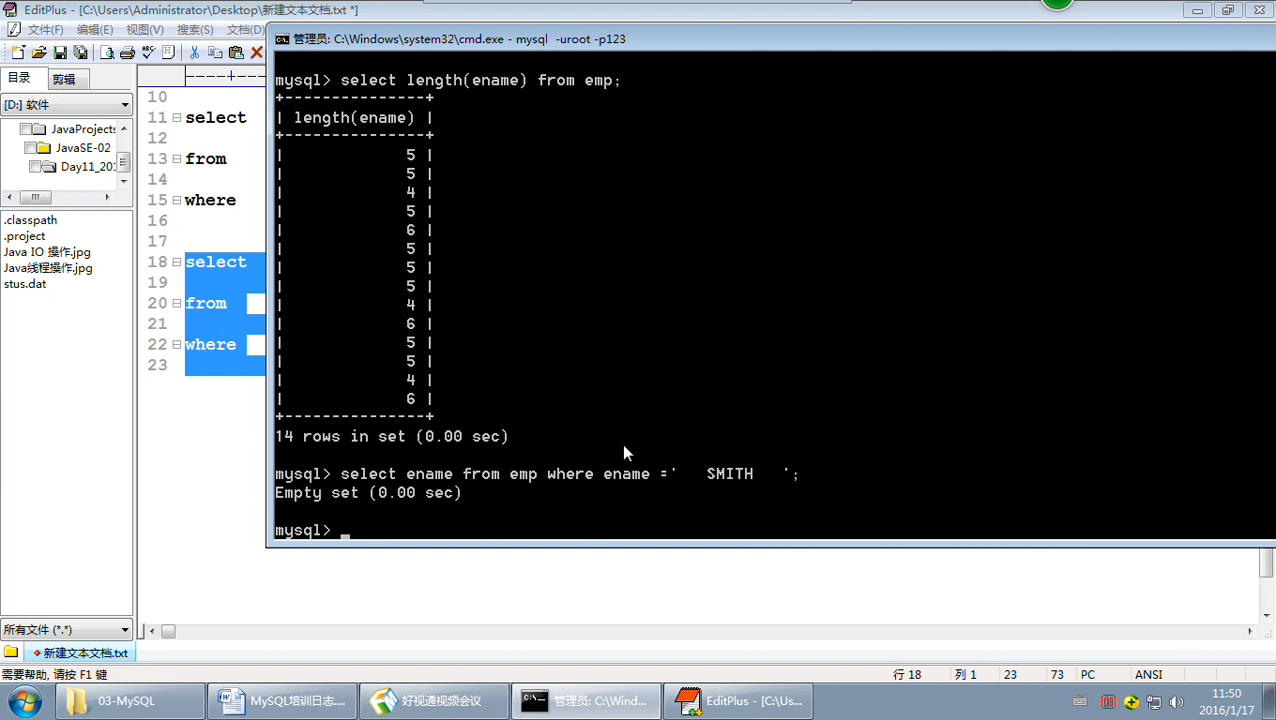 EditPlus - [C:\Users\Administrator\Desktop\新建文本文档.txt *]
文件(F) 编辑(E) 视图(V) 搜索(S) 文档(D)
目录 剪辑
[D:] 软件
JavaProjects
JavaSE-02
Day11_20
.classpath
.project
Java IO 操作.jpg
Java线程操作.jpg
stus.dat
所有文件 (*.*)
10
11 select
12
13 from
14
15 where
16
17
18 select
19
20 from
21
22 where
23
管理员: C:\Windows\system32\cmd.exe - mysql  -uroot -p123
mysql> select length(ename) from emp;
+---------------+
| length(ename) |
+---------------+
|             5 |
|             5 |
|             4 |
|             5 |
|             6 |
|             5 |
|             5 |
|             5 |
|             4 |
|             6 |
|             5 |
|             5 |
|             4 |
|             6 |
+---------------+
14 rows in set (0.00 sec)
mysql> select ename from emp where ename ='   SMITH   ';
Empty set (0.00 sec)
mysql> _
新建文本文档.txt
需要帮助, 请按 F1 键
行 18 列 1 23 73 PC ANSI
03-MySQL
MySQL培训日志....
好视通视频会议
管理员: C:\Wind...
EditPlus - [C:\Us...
11:50
2016/1/17